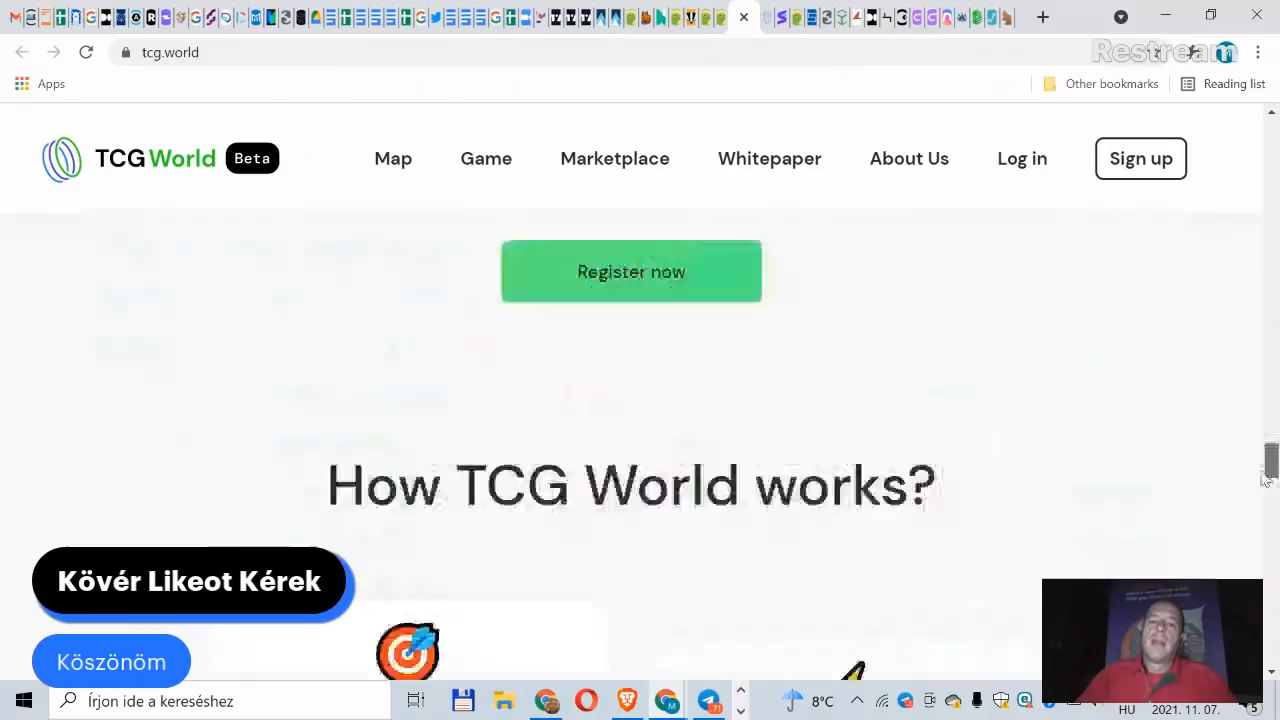 tcg.world
Restream
Apps
Other bookmarks
Reading list
TCG World Beta
Map
Game
Marketplace
Whitepaper
About Us
Log in
Sign up
Register now
How TCG World works?
Kövér Likeot Kérek
Köszönöm
Írjon ide a kereséshez
8°C
HU
2021. 11. 07.